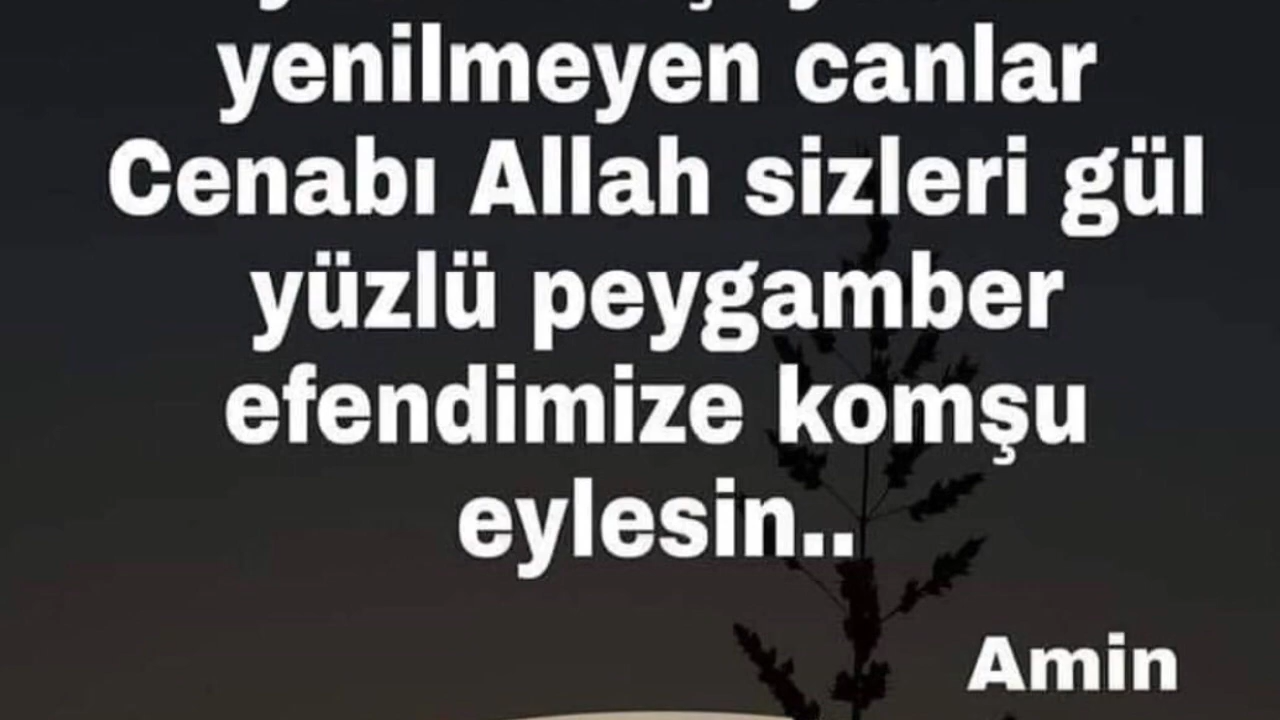 yenilmeyen canlar
Cenabı Allah sizleri gül
yüzlü peygamber
efendimize komşu
eylesin..
Amin